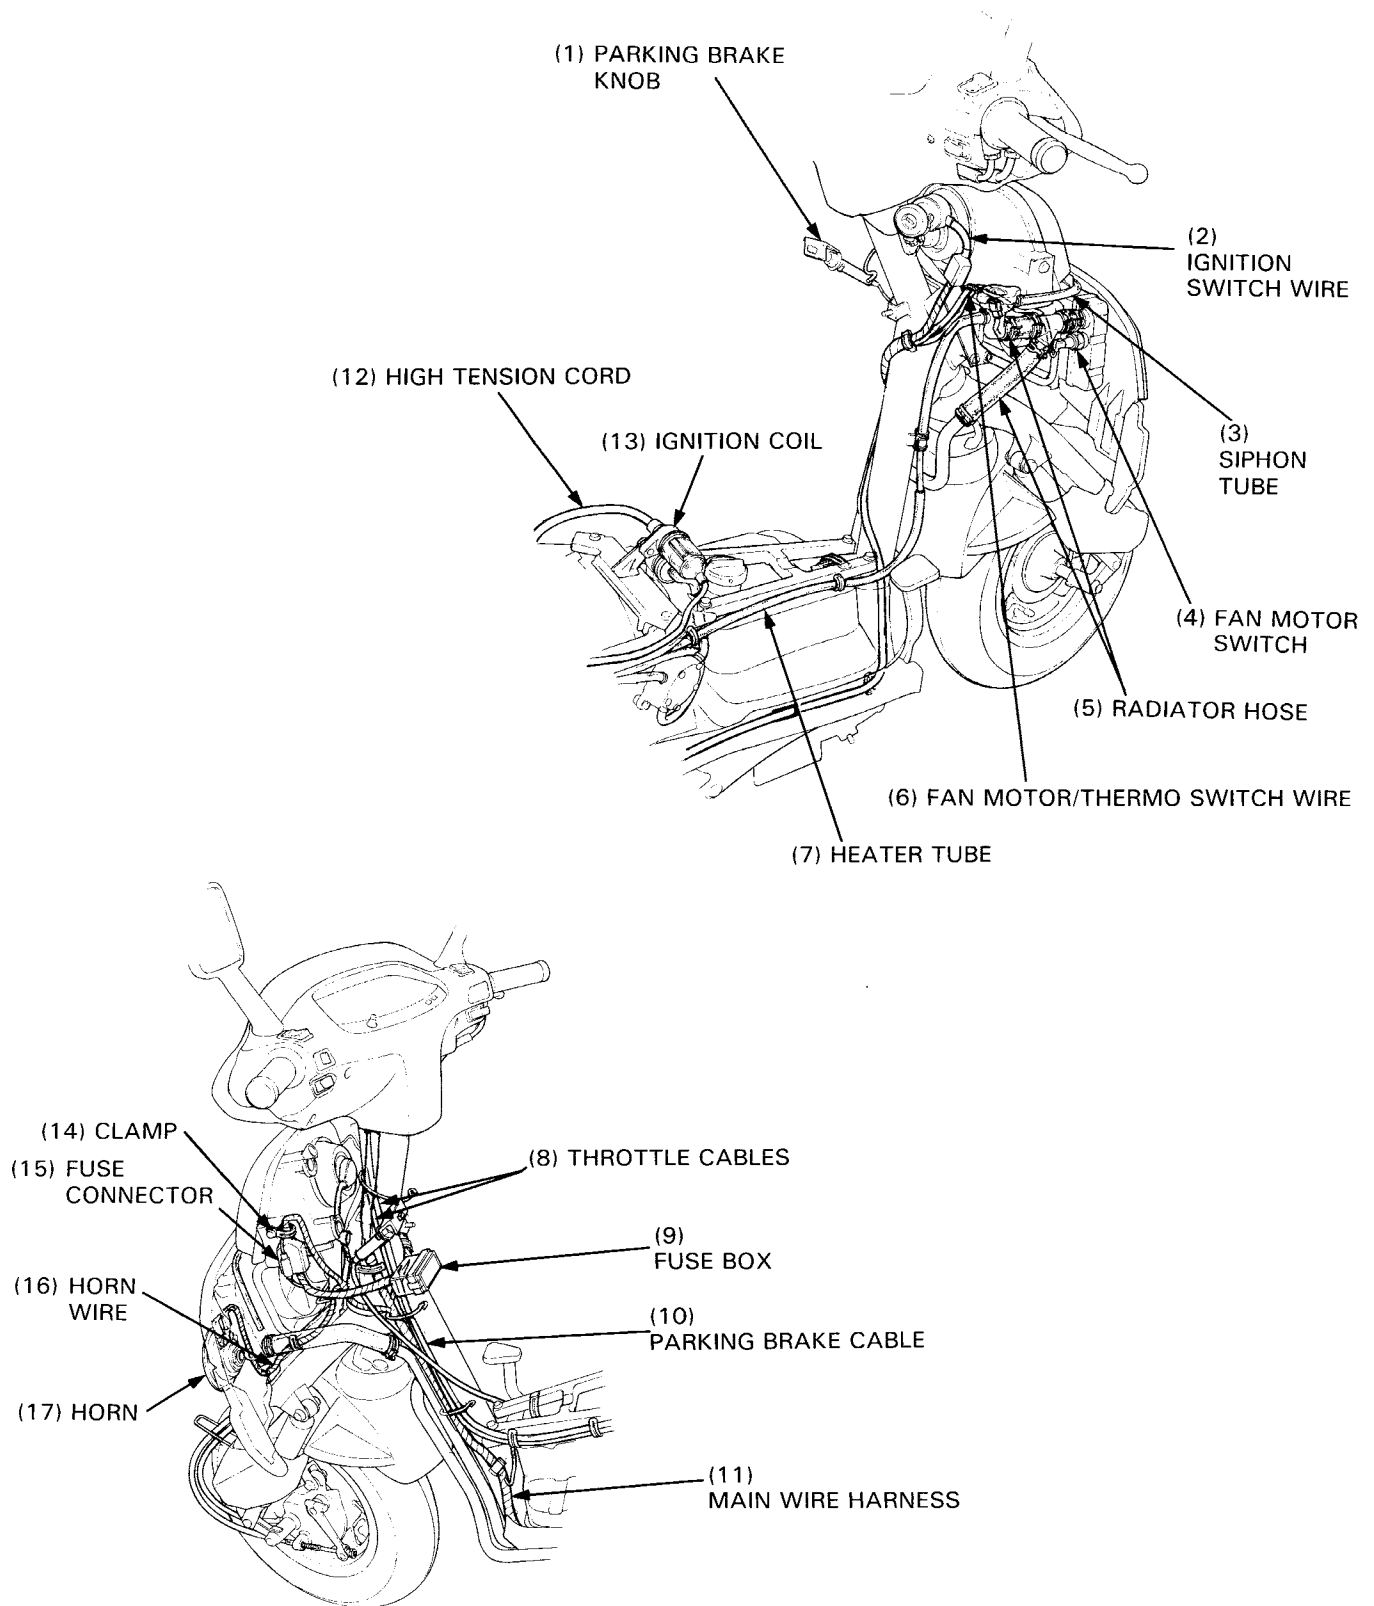 (1) PARKING BRAKE
KNOB
(2)
IGNITION
SWITCH WIRE
(12) HIGH TENSION CORD
(13) IGNITION COIL
(3)
SIPHON
TUBE
(4) FAN MOTOR
SWITCH
(5) RADIATOR HOSE
(6) FAN MOTOR/THERMO SWITCH WIRE
(7) HEATER TUBE
(14) CLAMP
(15) FUSE
CONNECTOR
(8) THROTTLE CABLES
(9)
FUSE BOX
(16) HORN
WIRE
(10)
PARKING BRAKE CABLE
(17) HORN
(11)
MAIN WIRE HARNESS